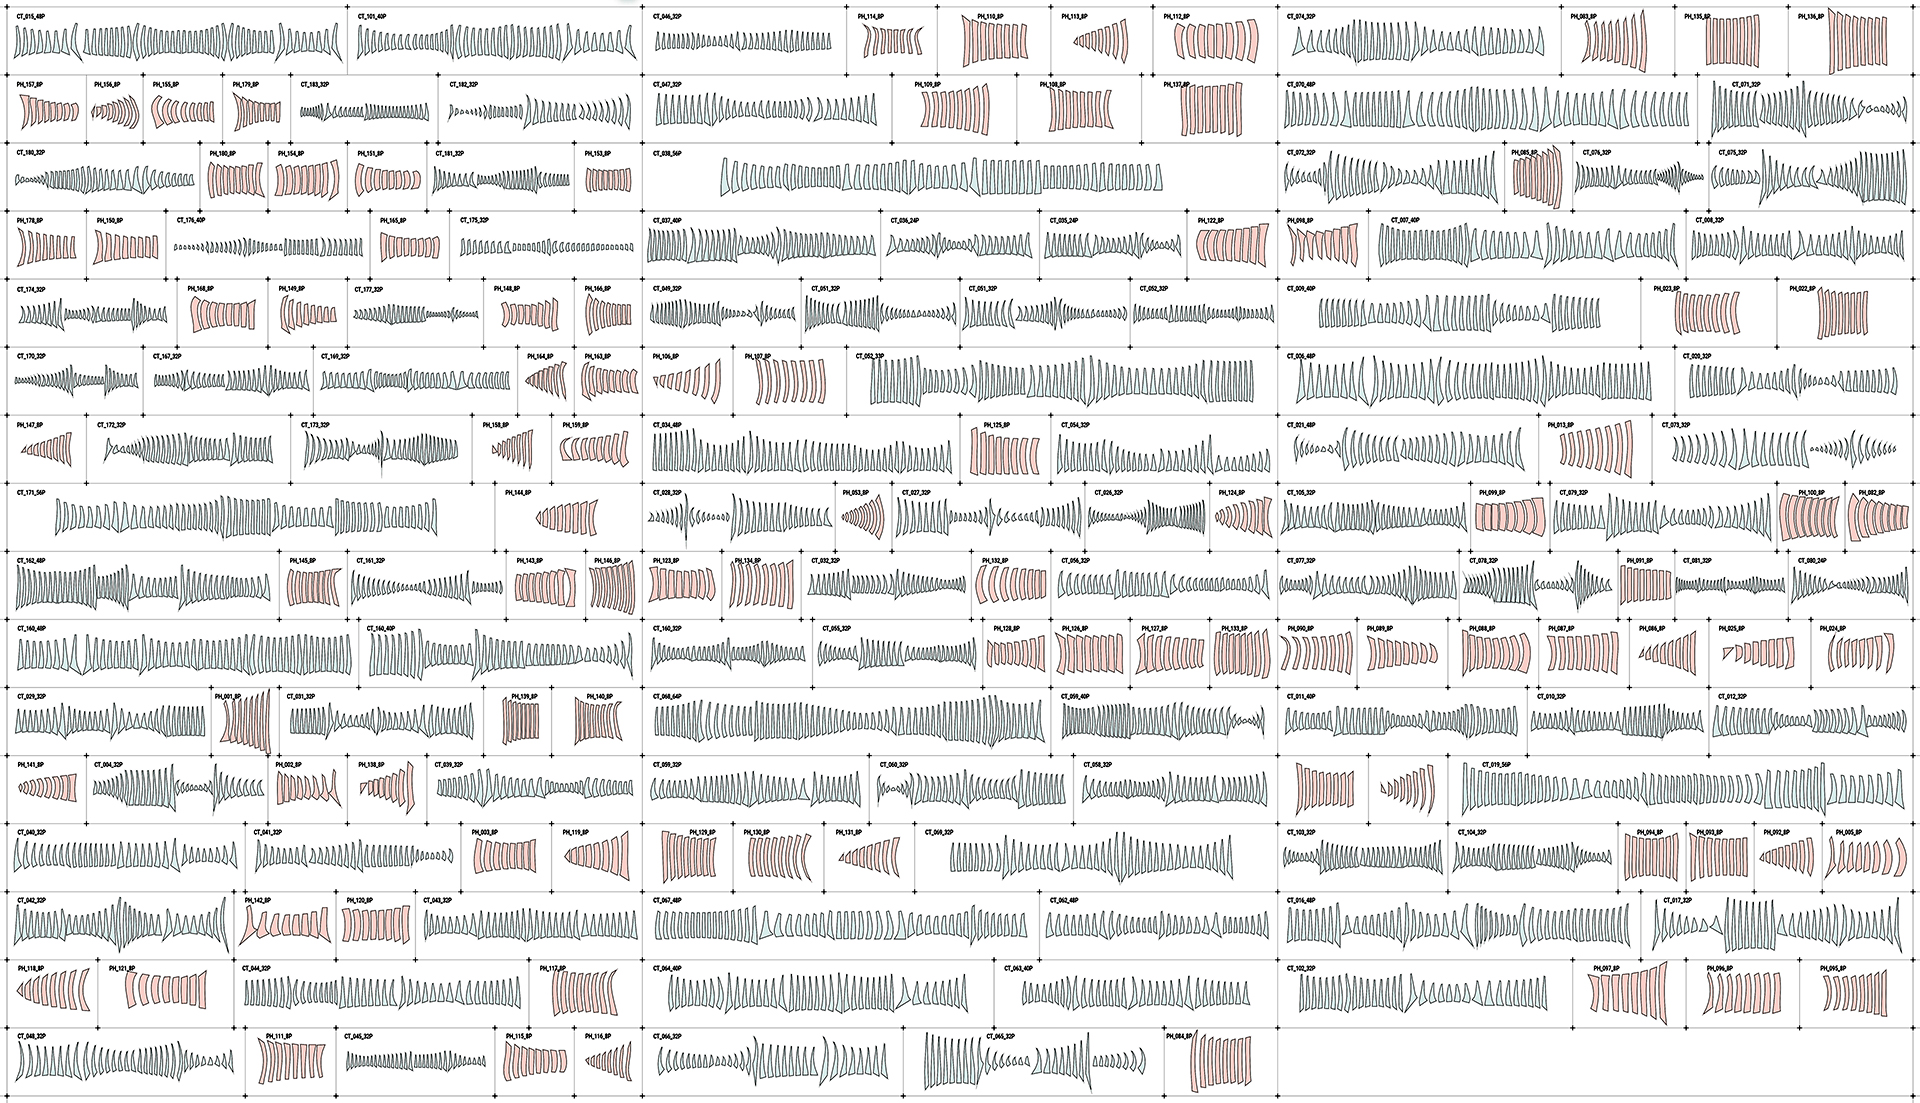 CT_015_48P CT_101_40P CT_046_32P PH_114_8P PH_110_8P PH_113_8P PH_112_8P CT_074_32P PH_083_8P PH_135_8P PH_136_8P
PH_157_8P PH_156_8P PH_155_8P PH_179_8P CT_183_32P CT_182_32P CT_047_32P PH_109_8P PH_108_8P PH_137_8P CT_070_48P CT_071_32P
CT_180_32P PH_180_8P PH_154_8P PH_151_8P CT_181_32P PH_153_8P CT_038_56P CT_072_32P PH_085_8P CT_076_32P CT_075_32P
PH_178_8P PH_150_8P CT_176_40P PH_165_8P CT_175_32P CT_037_40P CT_036_24P CT_035_24P PH_122_8P PH_098_8P CT_007_40P CT_008_32P
CT_174_32P PH_168_8P PH_149_8P CT_177_32P PH_148_8P PH_166_8P CT_049_32P CT_051_32P CT_051_32P CT_052_32P CT_009_40P PH_023_8P PH_022_8P
CT_170_32P CT_167_32P CT_169_32P PH_164_8P PH_163_8P PH_106_8P PH_107_8P CT_052_33P CT_006_48P CT_020_32P
PH_147_8P CT_172_32P CT_173_32P PH_158_8P PH_159_8P CT_034_48P PH_125_8P CT_054_32P CT_021_48P PH_013_8P CT_073_32P
CT_171_56P PH_144_8P CT_028_32P PH_053_8P CT_027_32P CT_026_32P PH_124_8P CT_105_32P PH_099_8P CT_079_32P PH_100_8P PH_082_8P
CT_162_48P PH_145_8P CT_161_32P PH_143_8P PH_146_8P PH_123_8P PH_134_8P CT_032_32P PH_132_8P CT_056_32P CT_077_32P CT_078_32P PH_091_8P CT_081_32P CT_080_24P
CT_160_48P CT_160_40P CT_160_32P CT_055_32P PH_128_8P PH_126_8P PH_127_8P PH_133_8P PH_090_8P PH_089_8P PH_088_8P PH_087_8P PH_086_8P PH_025_8P PH_024_8P
CT_029_32P PH_001_8P CT_031_32P PH_139_8P PH_140_8P CT_068_64P CT_059_40P CT_011_40P CT_010_32P CT_012_32P
PH_141_8P CT_004_32P PH_002_8P PH_138_8P CT_039_32P CT_059_32P CT_060_32P CT_058_32P CT_019_56P
CT_040_32P CT_041_32P PH_003_8P PH_119_8P PH_129_8P PH_130_8P PH_131_8P CT_069_32P CT_103_32P CT_104_32P PH_094_8P PH_093_8P PH_092_8P PH_005_8P
CT_042_32P PH_142_8P PH_120_8P CT_043_32P CT_067_48P CT_062_48P CT_016_48P CT_017_32P
PH_118_8P PH_121_8P CT_044_32P PH_117_8P CT_064_40P CT_063_40P CT_102_32P PH_097_8P PH_096_8P PH_095_8P
CT_048_32P PH_111_8P CT_045_32P PH_115_8P PH_116_8P CT_066_32P CT_065_32P PH_084_8P